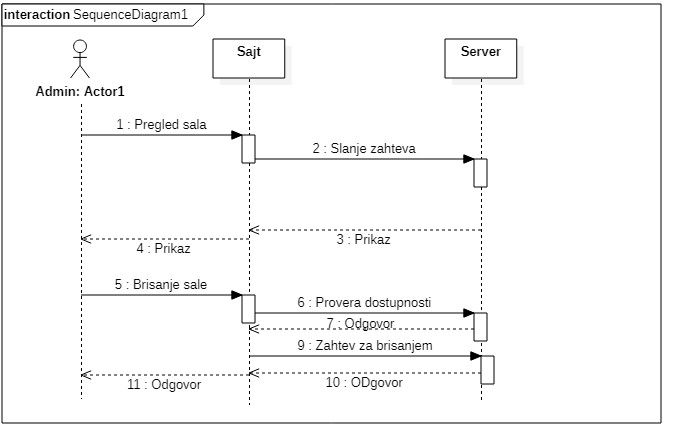 interaction SequenceDiagram1
Sajt
Server
Admin: Actor1
1 : Pregled sala
2 : Slanje zahteva
3 : Prikaz
4 : Prikaz
5 : Brisanje sale
6 : Provera dostupnosti
7 : Odgovor
9 : Zahtev za brisanjem
10 : ODgovor
11 : Odgovor